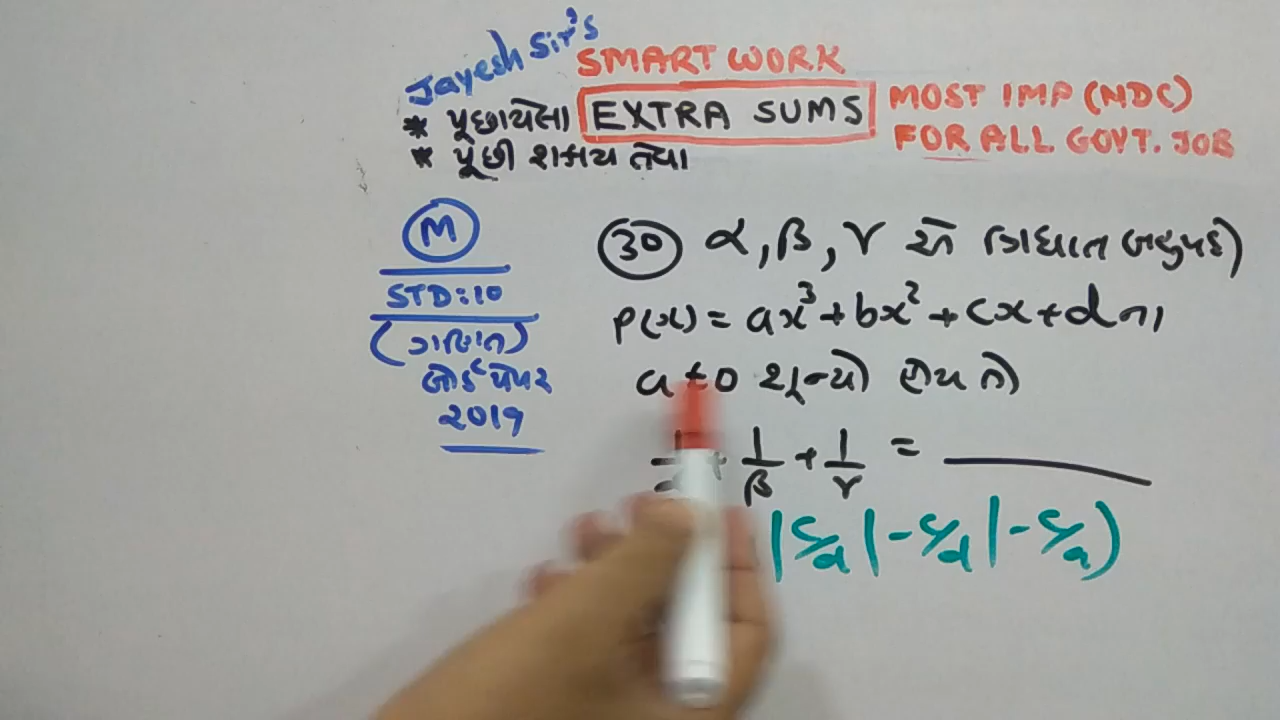 Jayesh Sir's
SMART WORK
* પૂછાયેલા EXTRA SUMS
* પૂછી શકાય તેવા
MOST IMP (NDC)
FOR ALL GOVT. JOB
M
STD:10
(ગણિત)
બોર્ડ પેપર
2019
30 α, β, γ એ ત્રિઘાત બહુપદી
p(x) = ax³ + bx² + cx + d ના
a ≠ 0 શૂન્યો હોય તો
1/β + 1/γ =